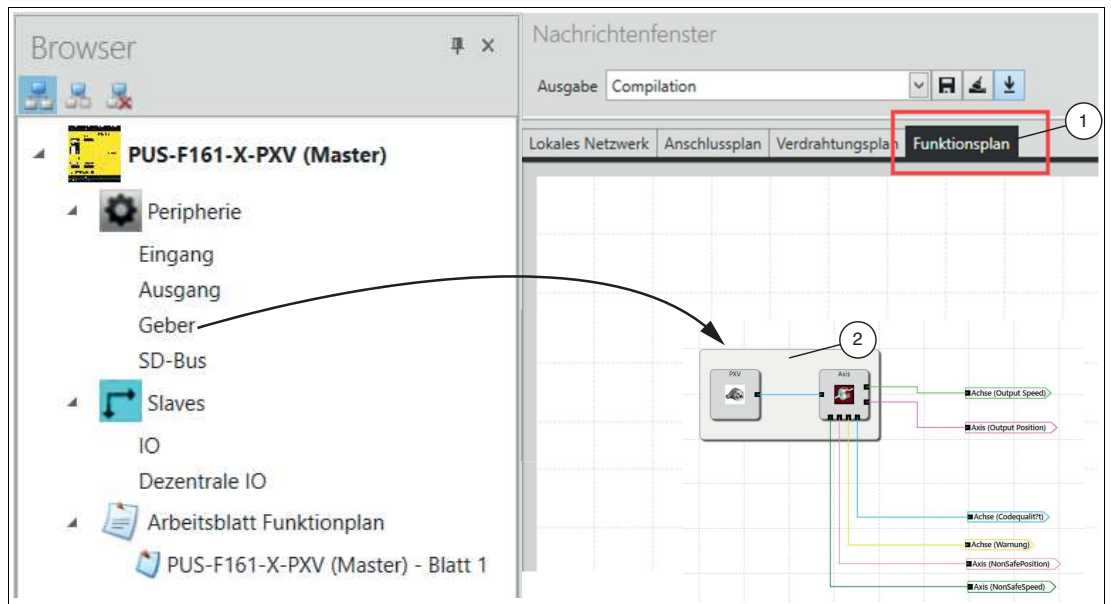 Browser
PUS-F161-X-PXV (Master)
Peripherie
Eingang
Ausgang
Geber
SD-Bus
Slaves
IO
Dezentrale IO
Arbeitsblatt Funktionplan
PUS-F161-X-PXV (Master) - Blatt 1
Nachrichtenfenster
Ausgabe Compilation
Lokales Netzwerk Anschlussplan Verdrahtungsplan Funktionsplan
1
2
PXV Axis
Achse (Output Speed)
Axis (Output Position)
Achse (Codequalit?t)
Achse (Warnung)
Axis (NonSafePosition)
Axis (NonSafeSpeed)